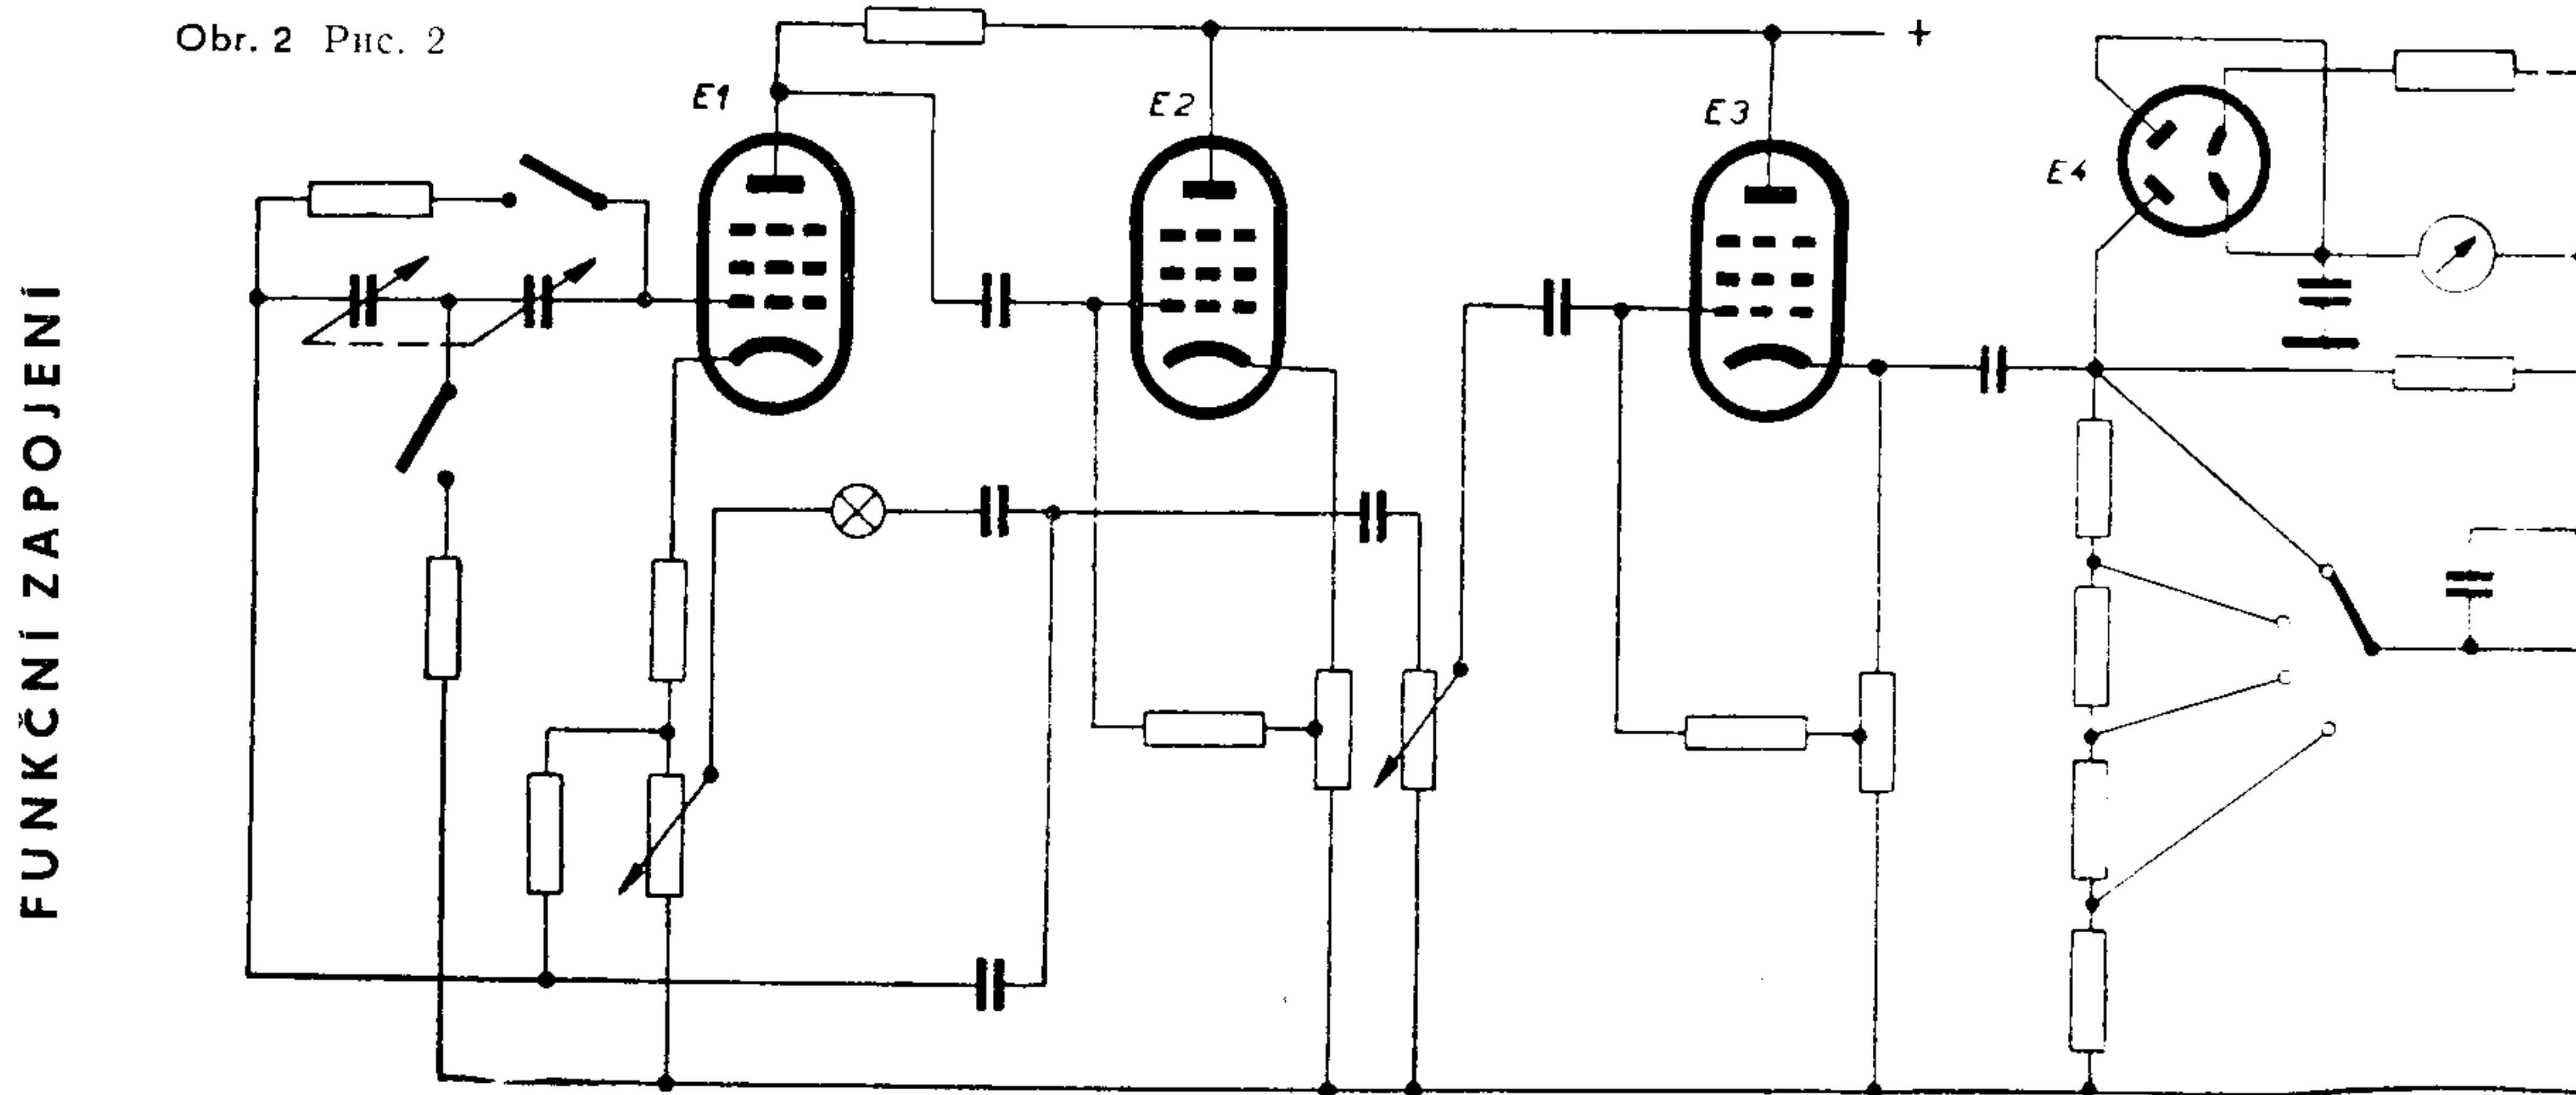 Obr. 2 Рис. 2
+
E1
E2
E3
E4
FUNKČNÍ ZAPOJENÍ